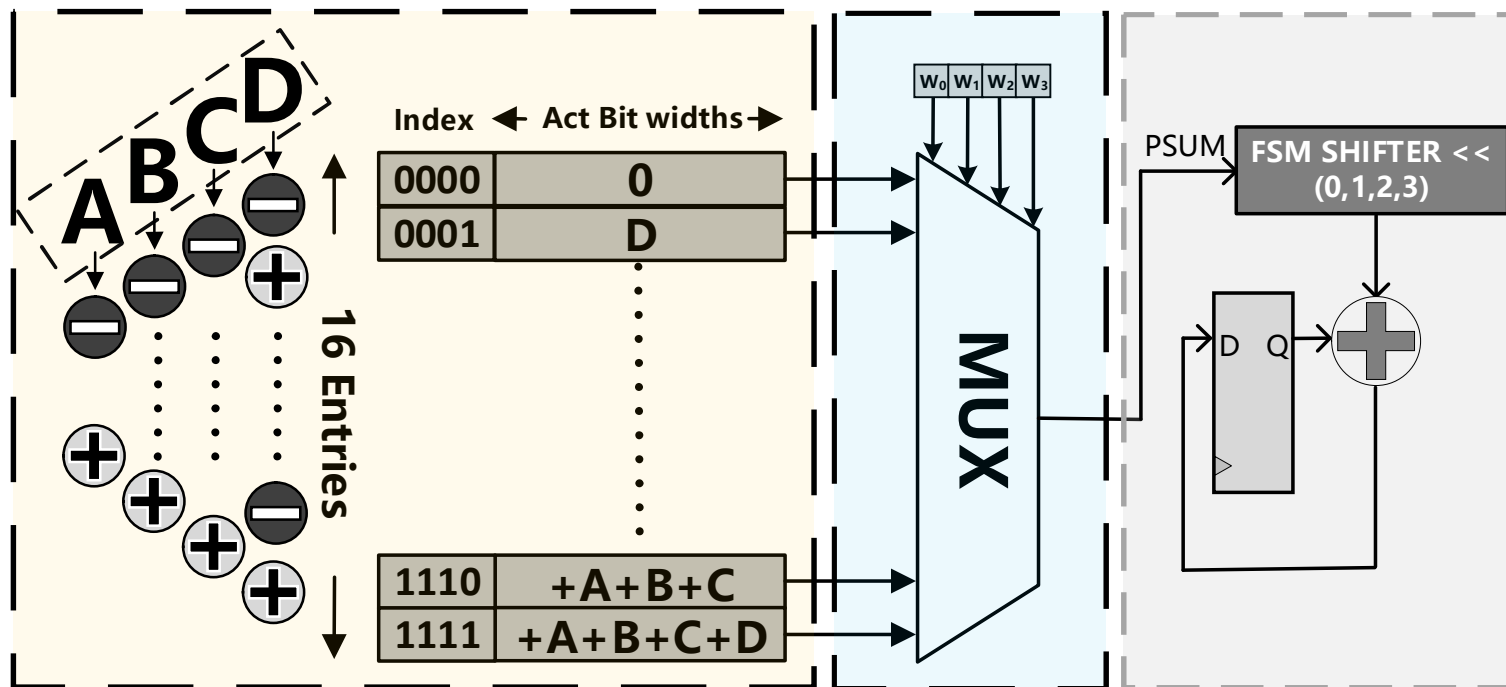 A B C D
Index Act Bit widths
0000 0
0001 D
16 Entries
1110 +A+B+C
1111 +A+B+C+D
W0 W1 W2 W3
MUX
PSUM
FSM SHIFTER <<
(0,1,2,3)
D Q